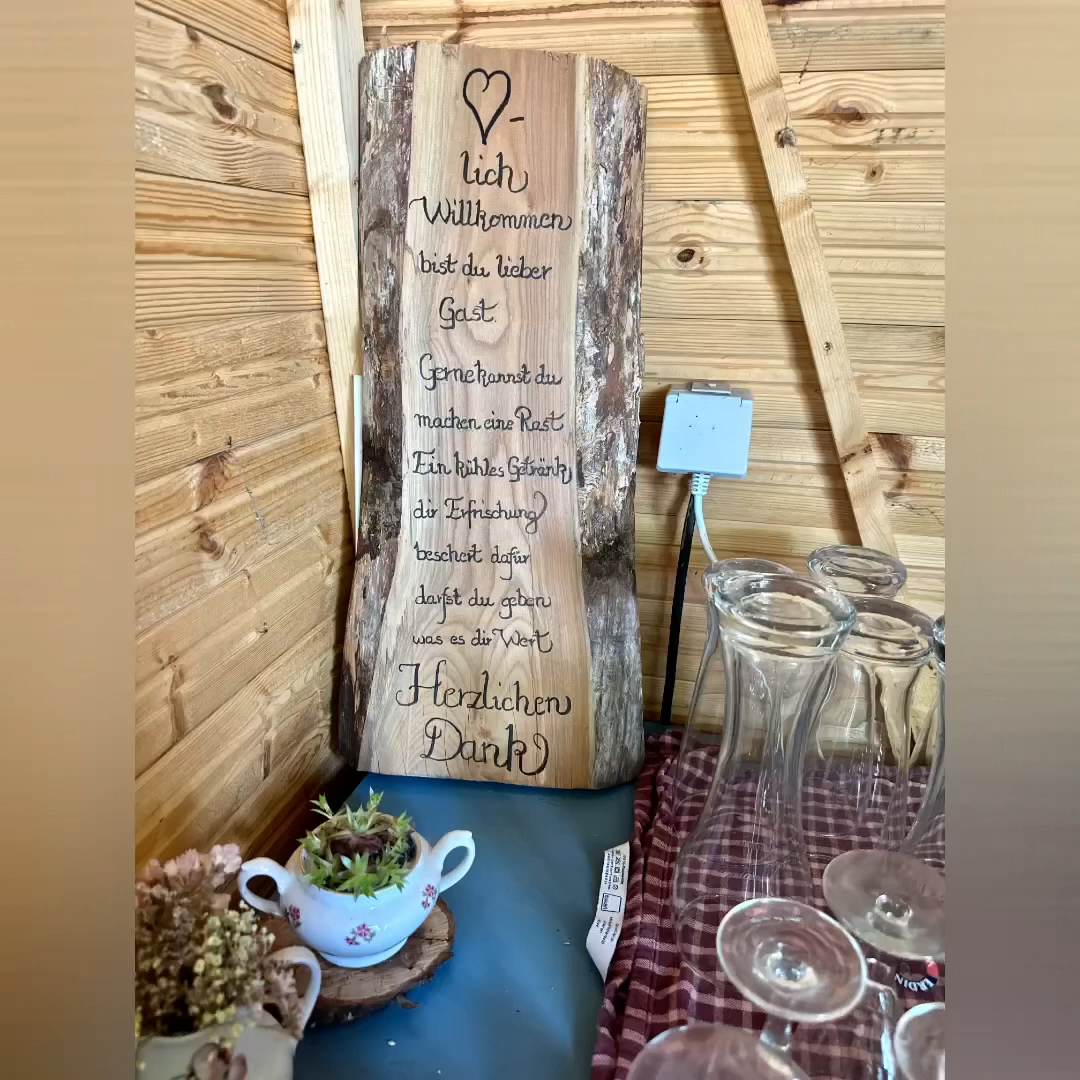 ♡-
lich
Willkommen
bist du lieber
Gast.
Gerne kannst du
machen eine Rast
Ein kühles Getränk
dir Erfrischung
beschert dafür
darfst du geben
was es dir Wert
Herzlichen
Dank